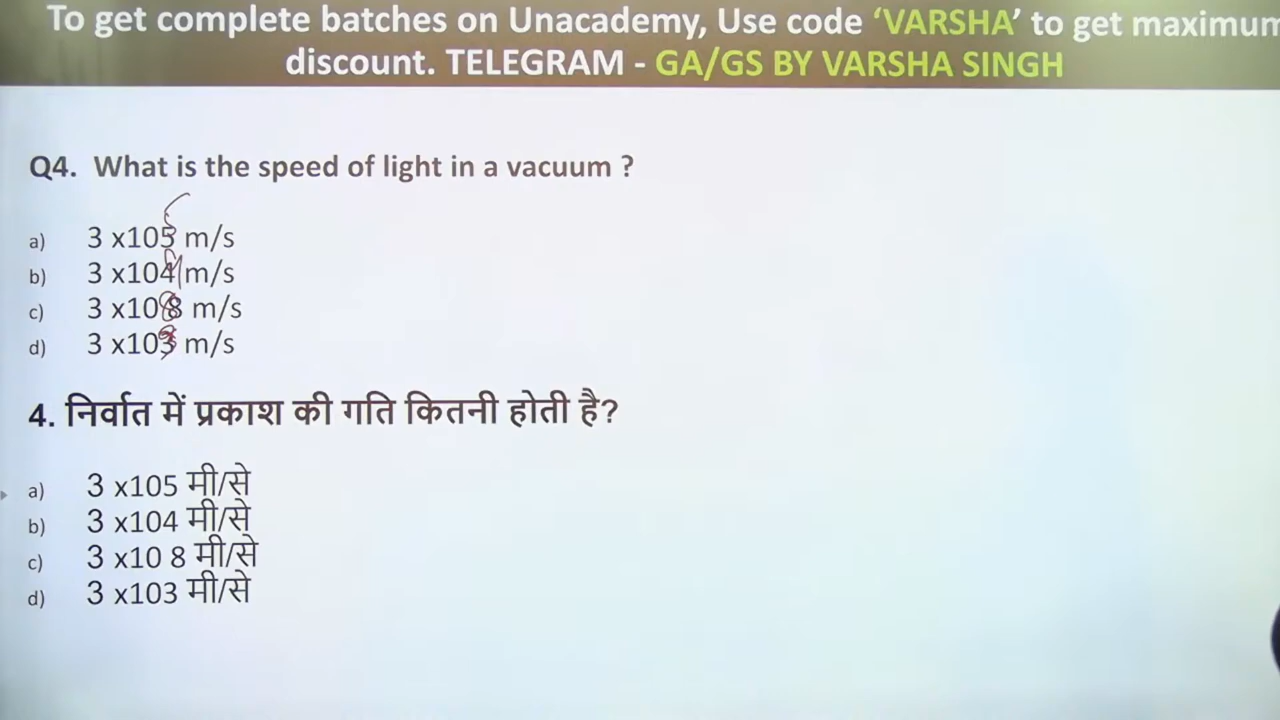 To get complete batches on Unacademy, Use code ‘VARSHA’ to get maximum
discount. TELEGRAM - GA/GS BY VARSHA SINGH
Q4. What is the speed of light in a vacuum ?
a) 3 x105 m/s
b) 3 x104 m/s
c) 3 x10 8 m/s
d) 3 x103 m/s
4. निर्वात में प्रकाश की गति कितनी होती है?
a) 3 x105 मी/से
b) 3 x104 मी/से
c) 3 x10 8 मी/से
d) 3 x103 मी/से